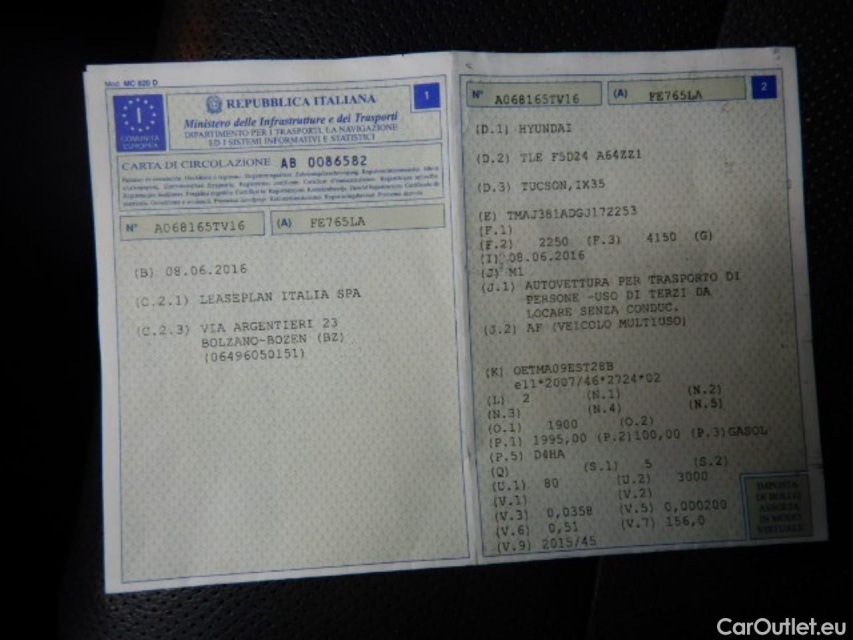 Mod. MC 820 D
I
COMUNITÀ
EUROPEA
REPUBBLICA ITALIANA
Ministero delle Infrastrutture e dei Trasporti
DIPARTIMENTO PER I TRASPORTI, LA NAVIGAZIONE
ED I SISTEMI INFORMATIVI E STATISTICI
1
CARTA DI CIRCOLAZIONE AB 0086582
N° A068165TV16 (A) FE765LA
(B) 08.06.2016
(C.2.1) LEASEPLAN ITALIA SPA
(C.2.3) VIA ARGENTIERI 23
BOLZANO-BOZEN (BZ)
(06496050151)
N° A068165TV16 (A) FE765LA 2
(D.1) HYUNDAI
(D.2) TLE F5D24 A64ZZ1
(D.3) TUCSON,IX35
(E) TMAJ381ADGJ172253
(F.1)
(F.2) 2250 (F.3) 4150 (G)
(I) 08.06.2016
(J) M1
(J.1) AUTOVETTURA PER TRASPORTO DI
PERSONE -USO DI TERZI DA
LOCARE SENZA CONDUC.
(J.2) AF (VEICOLO MULTIUSO)
(K) OETMA09EST28B
e11*2007/46*2724*02
(L) 2 (N.1) (N.2)
(N.3) (N.4) (N.5)
(O.1) 1900 (O.2)
(P.1) 1995,00 (P.2)100,00 (P.3)GASOL
(P.5) D4HA
(Q) (S.1) 5 (S.2)
(U.1) 80 (U.2) 3000
(V.1) (V.2)
(V.3) 0,0358 (V.5) 0,000200
(V.6) 0,51 (V.7) 156,0
(V.9) 2015/45
IMPOSTA
DI BOLLO
ASSOLTA
IN MODO
VIRTUALE
CarOutlet.eu